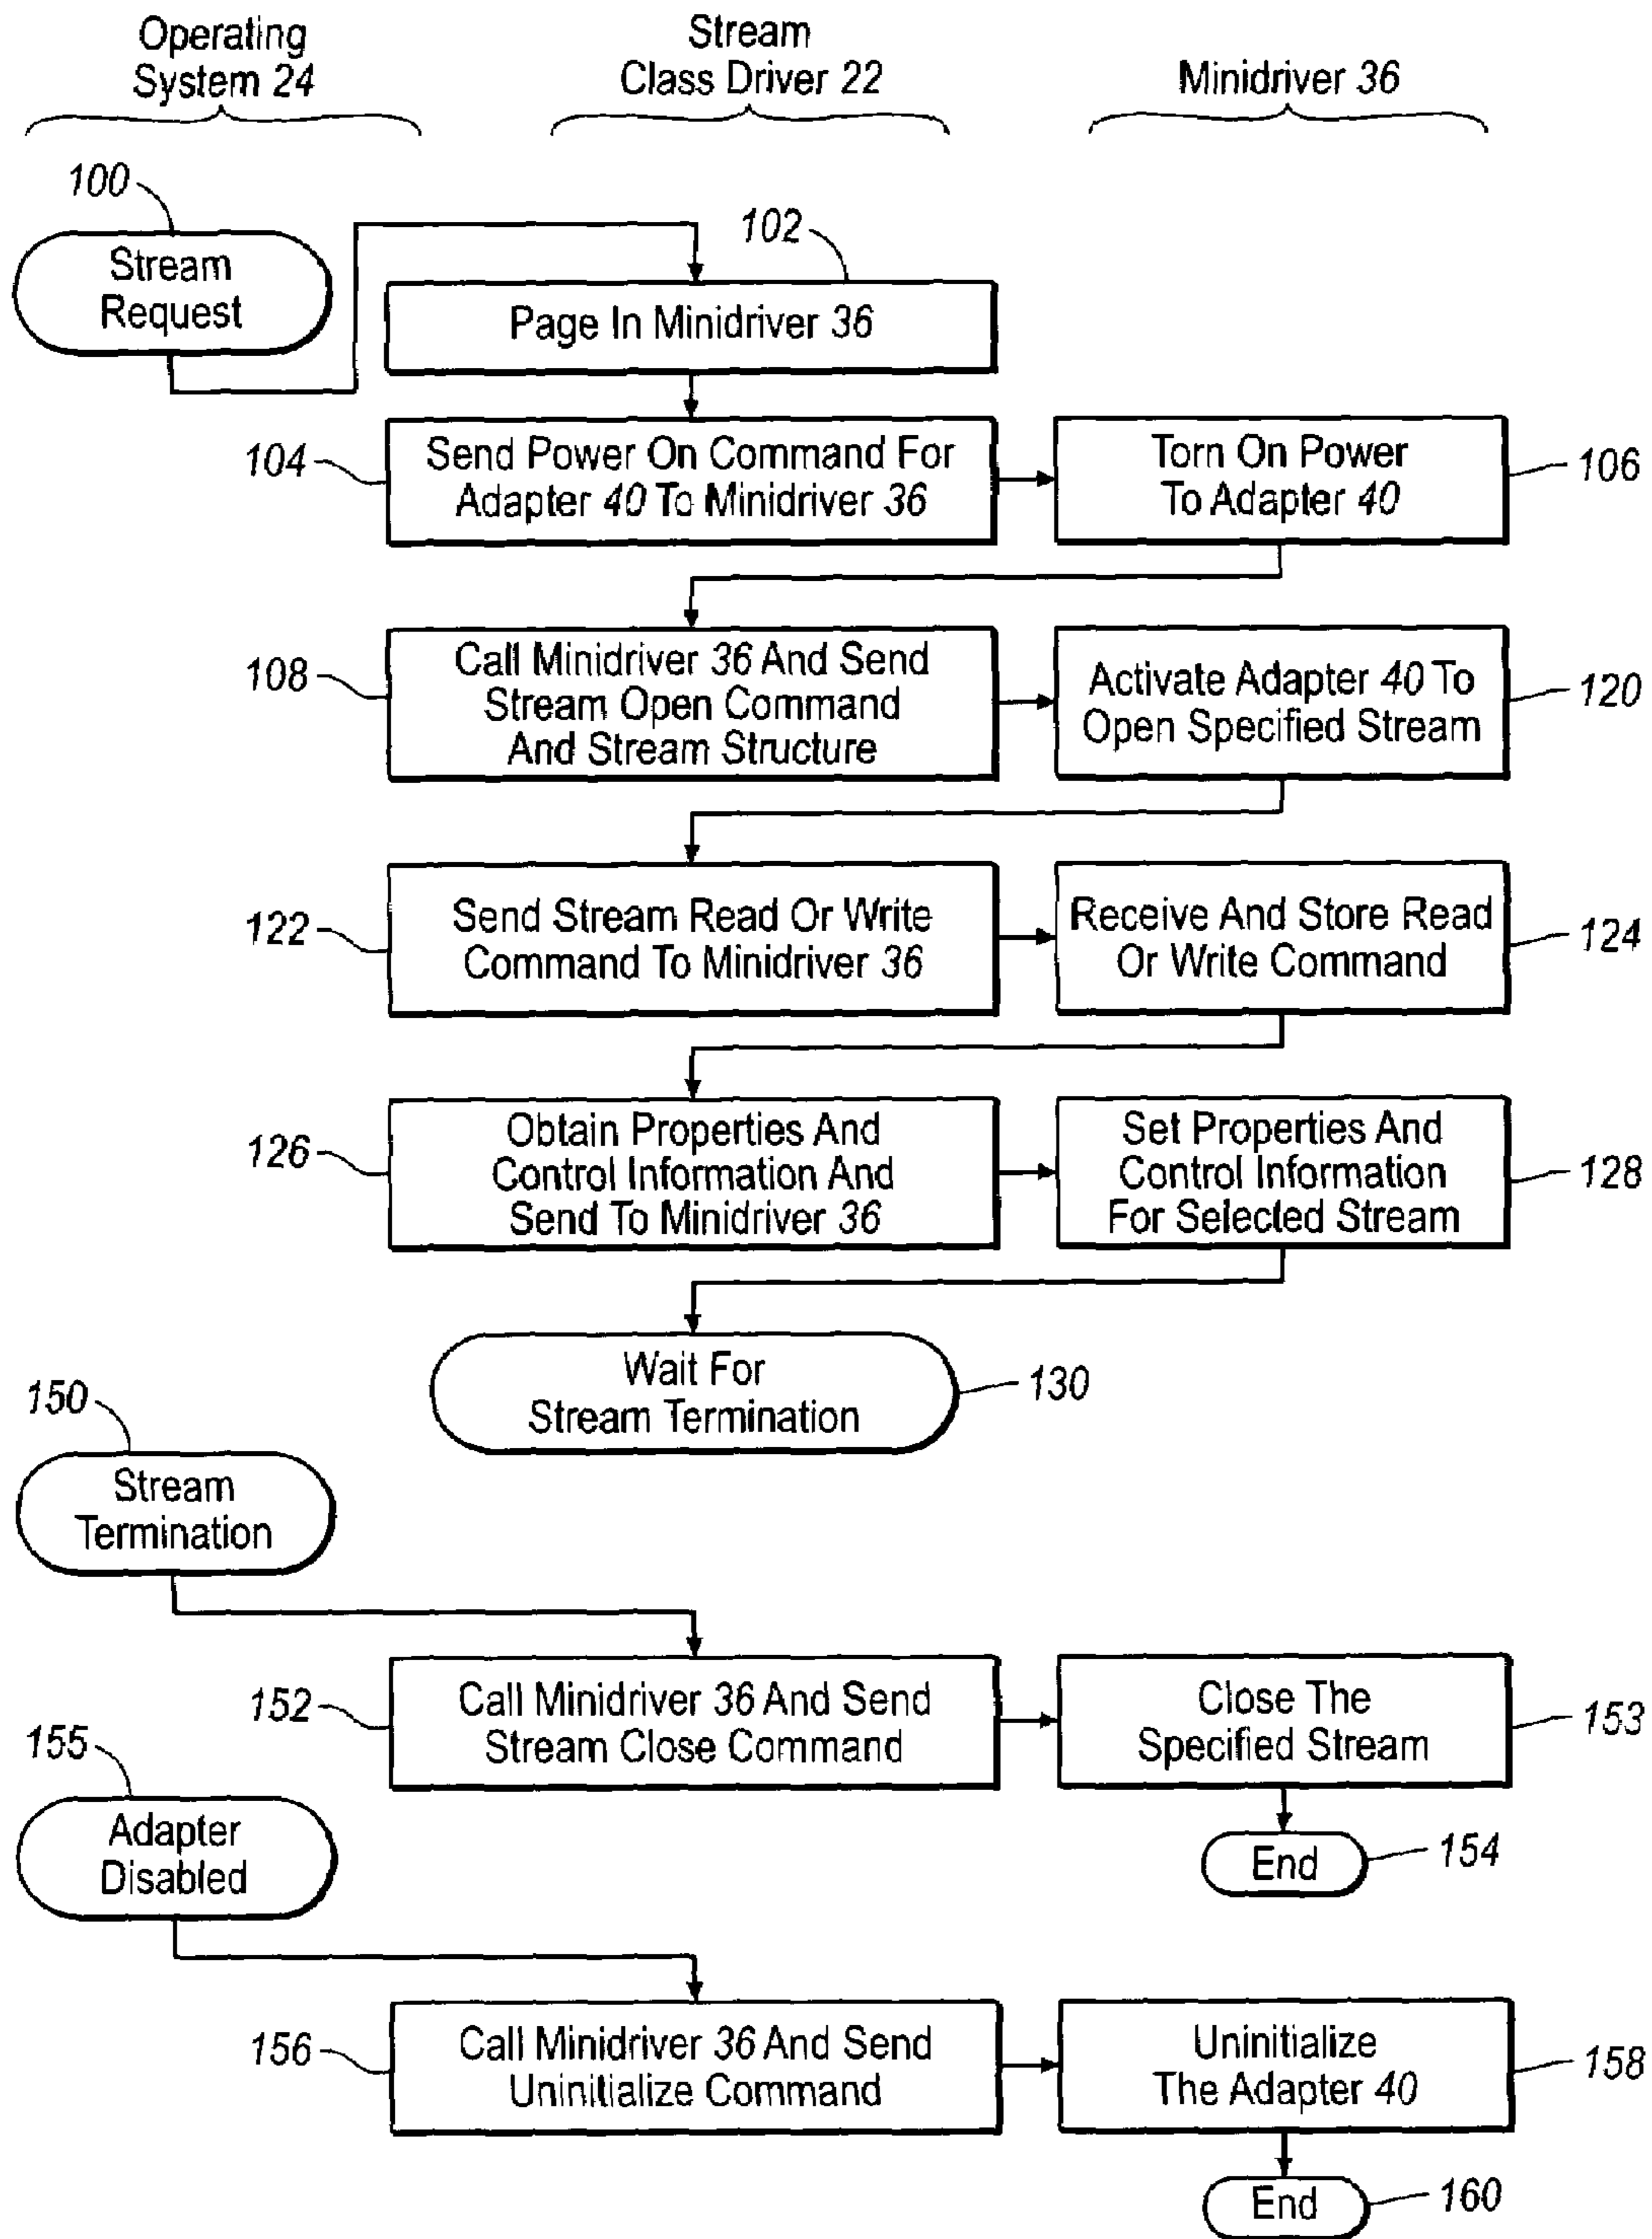 Operating
System 24
Stream
Class Driver 22
Minidriver 36
100
Stream
Request
102
Page In Minidriver 36
104
Send Power On Command For
Adapter 40 To Minidriver 36
Torn On Power
To Adapter 40
106
108
Call Minidriver 36 And Send
Stream Open Command
And Stream Structure
Activate Adapter 40 To
Open Specified Stream
120
122
Send Stream Read Or Write
Command To Minidriver 36
Receive And Store Read
Or Write Command
124
126
Obtain Properties And
Control Information And
Send To Minidriver 36
Set Properties And
Control Information
For Selected Stream
128
Wait For
Stream Termination
130
150
Stream
Termination
152
Call Minidriver 36 And Send
Stream Close Command
Close The
Specified Stream
153
End
154
155
Adapter
Disabled
156
Call Minidriver 36 And Send
Uninitialize Command
Uninitialize
The Adapter 40
158
End
160